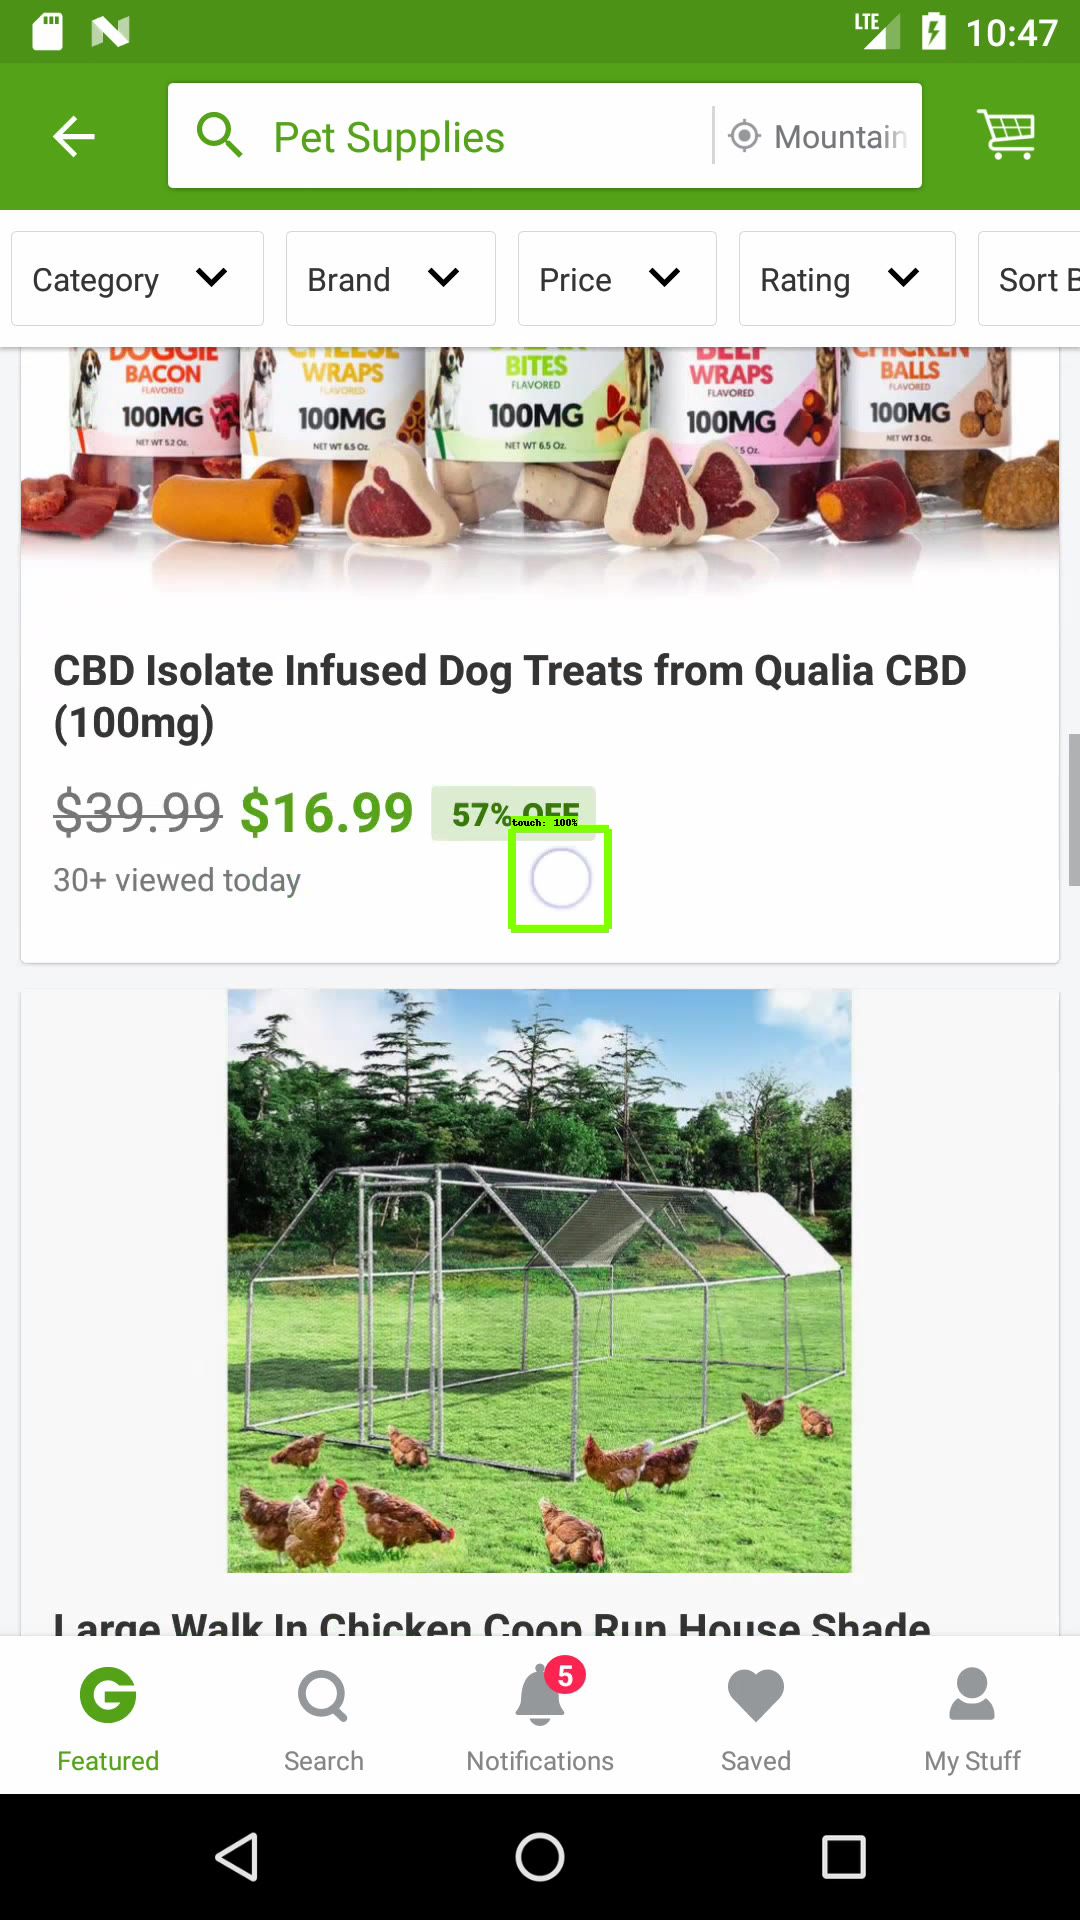 LTE 10:47
Pet Supplies Mountain
Category Brand Price Rating Sort B
DOGGIE BACON FLAVORED 100MG NET WT 5.2 Oz.
CHEESE WRAPS FLAVORED 100MG NET WT 6.5 Oz.
BITES FLAVORED 100MG NET WT 6.5 Oz.
BEEF WRAPS FLAVORED 100MG 5 Oz.
CHICKEN BALLS FLAVORED 100MG NET WT 3 Oz.
CBD Isolate Infused Dog Treats from Qualia CBD
(100mg)
$39.99 $16.99 57% OFF
touch: 100%
30+ viewed today
Large Walk In Chicken Coop Run House Shade
5
Featured Search Notifications Saved My Stuff